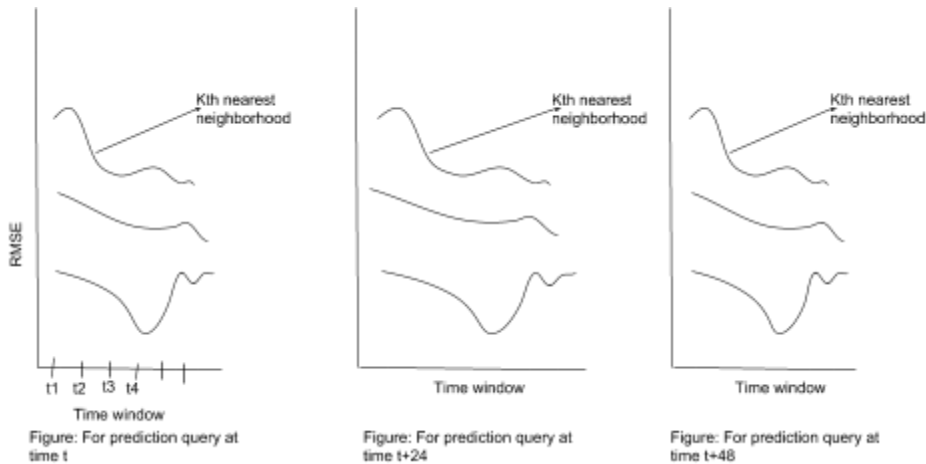 Kth nearest
neighborhood
RMSE
t1 t2 t3 t4
Time window
Figure: For prediction query at
time t
Kth nearest
neighborhood
Time window
Figure: For prediction query at
time t+24
Kth nearest
neighborhood
Time window
Figure: For prediction query at
time t+48